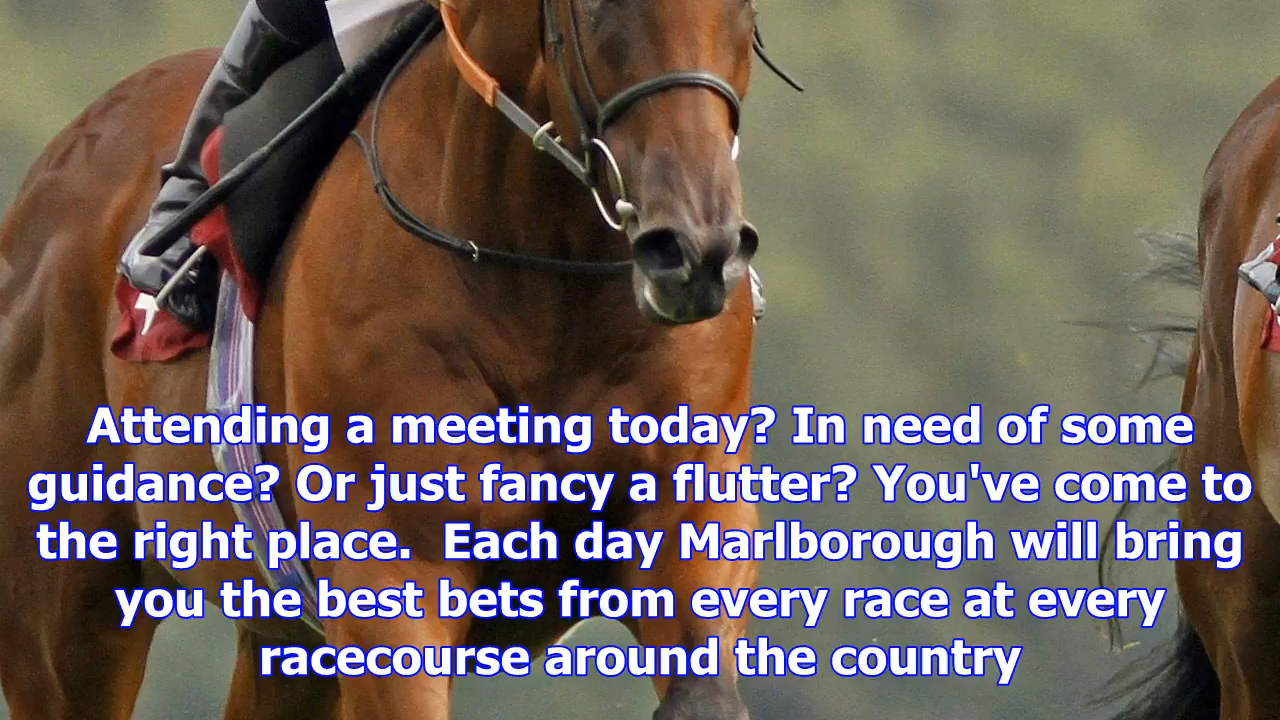 Attending a meeting today? In need of some
guidance? Or just fancy a flutter? You've come to
the right place.  Each day Marlborough will bring
you the best bets from every race at every
racecourse around the country